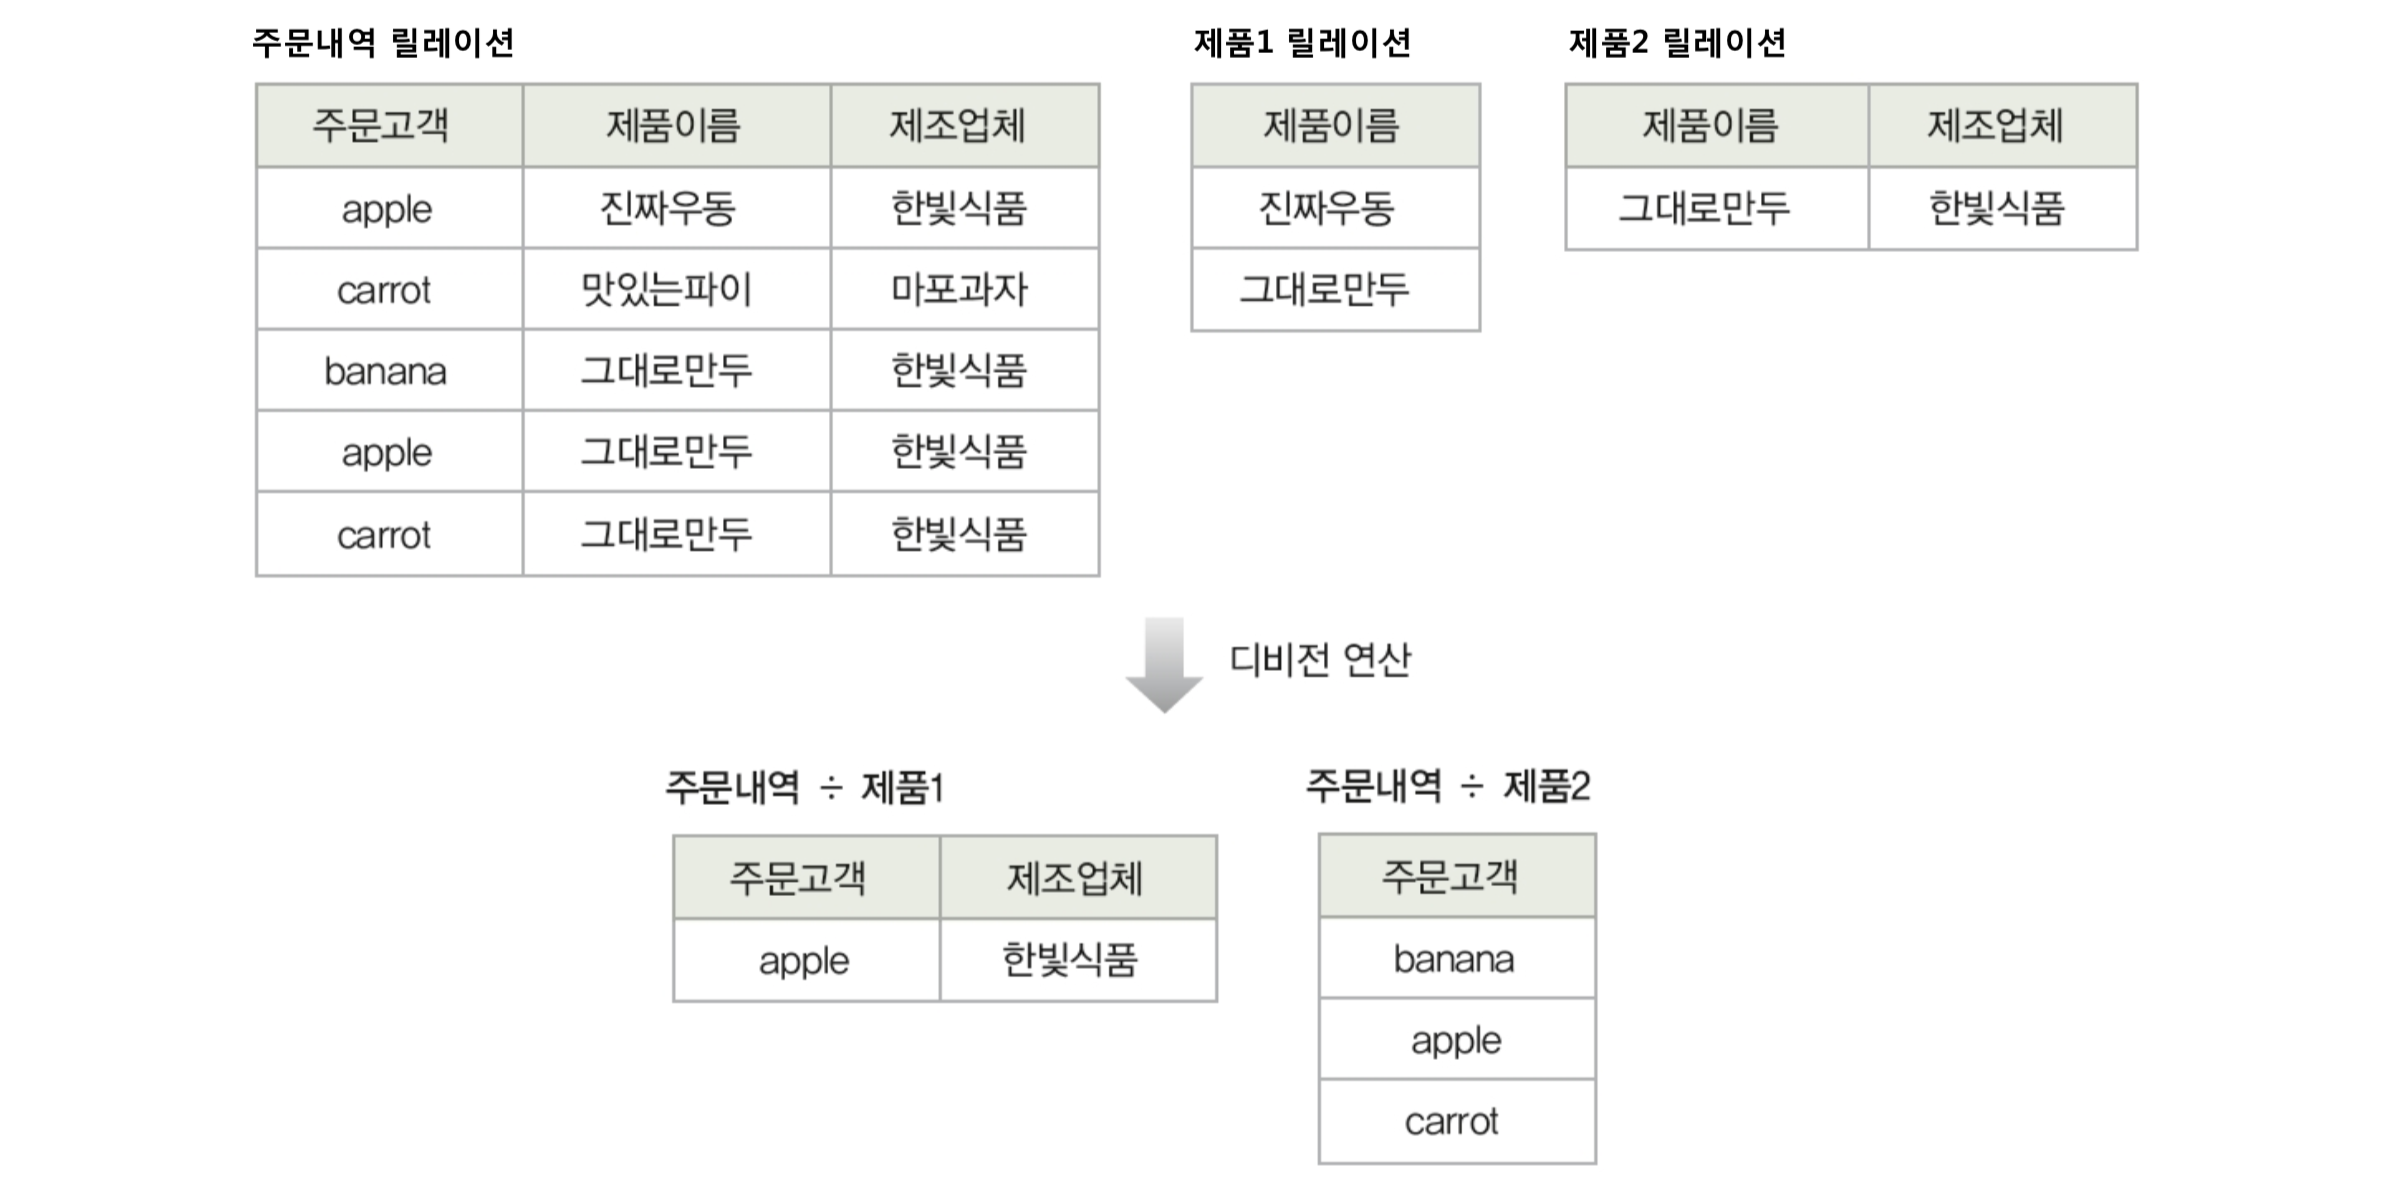 주문내역 릴레이션
주문고객 제품이름 제조업체
apple 진짜우동 한빛식품
carrot 맛있는파이 마포과자
banana 그대로만두 한빛식품
apple 그대로만두 한빛식품
carrot 그대로만두 한빛식품
제품1 릴레이션
제품이름
진짜우동
그대로만두
제품2 릴레이션
제품이름 제조업체
그대로만두 한빛식품
디비전 연산
주문내역 ÷ 제품1
주문고객 제조업체
apple 한빛식품
주문내역 ÷ 제품2
주문고객
banana
apple
carrot